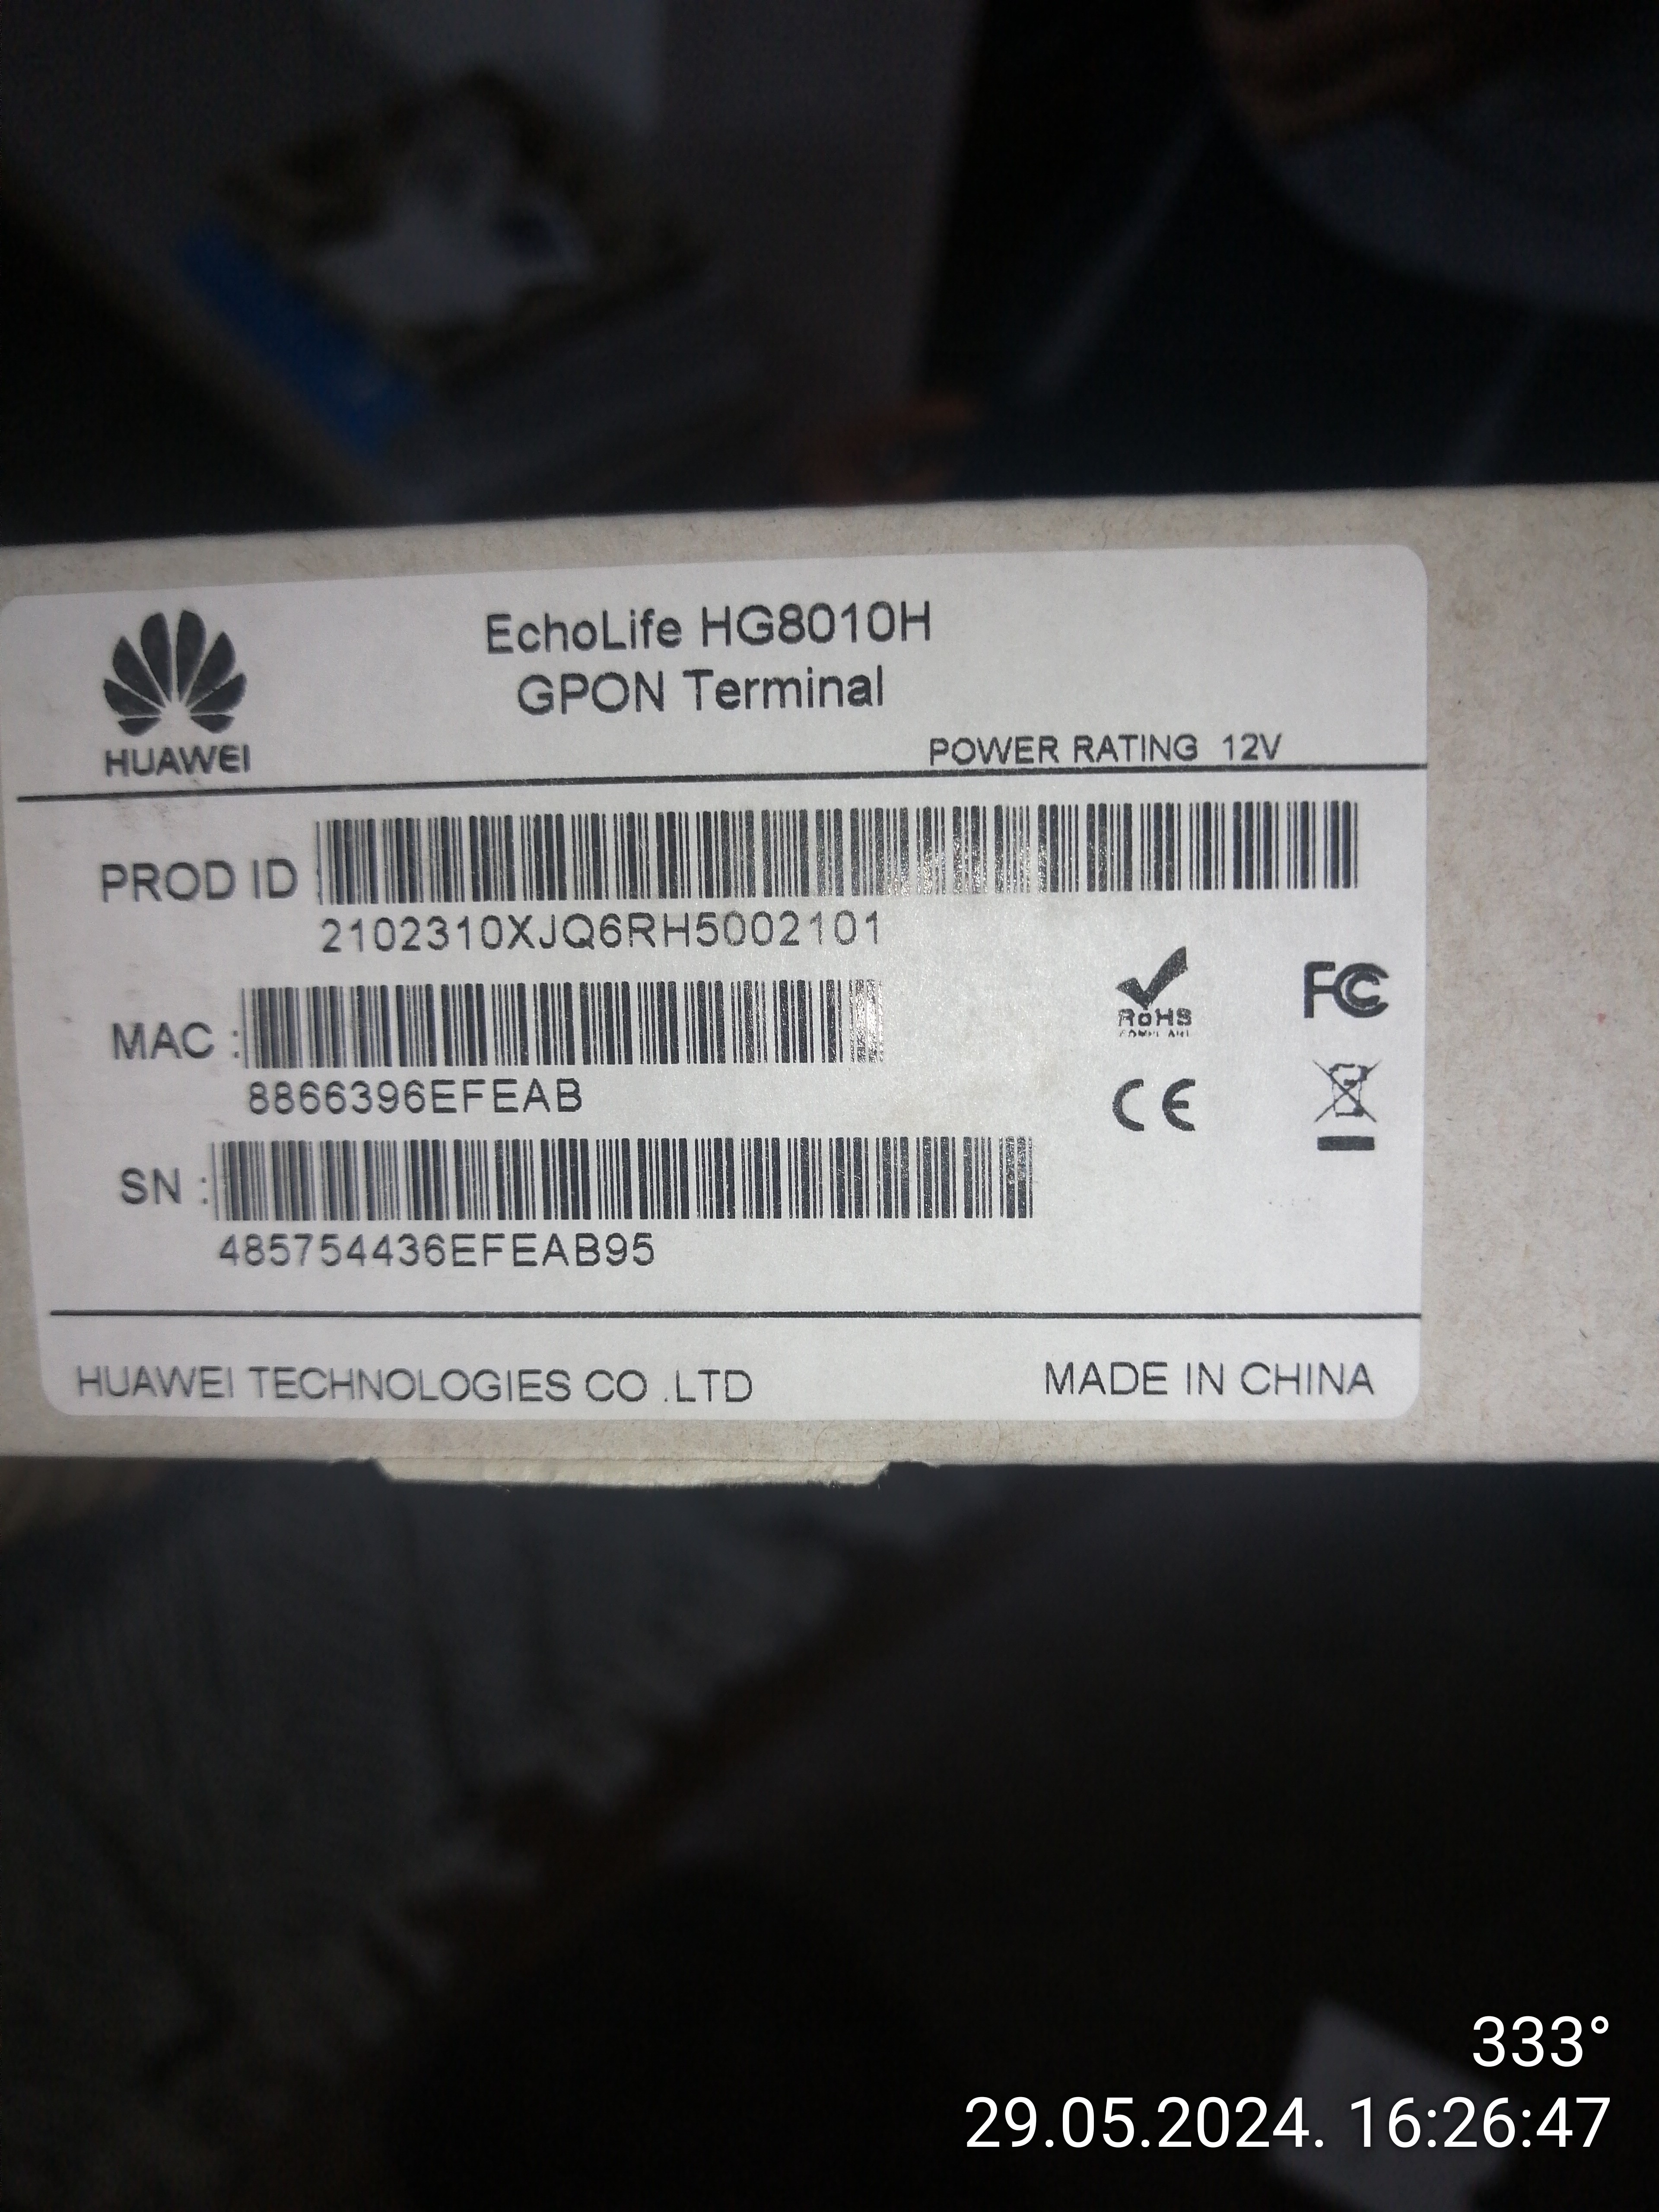 EchoLife HG8010H
GPON Terminal
HUAWEI
POWER RATING 12V
PROD ID
2102310XJQ6RH5002101
MAC :
8866396EFEAB
SN :
485754436EFEAB95
RoHS
COMPLIANT
FC
CE
HUAWEI TECHNOLOGIES CO .LTD
MADE IN CHINA
333°
29.05.2024. 16:26:47